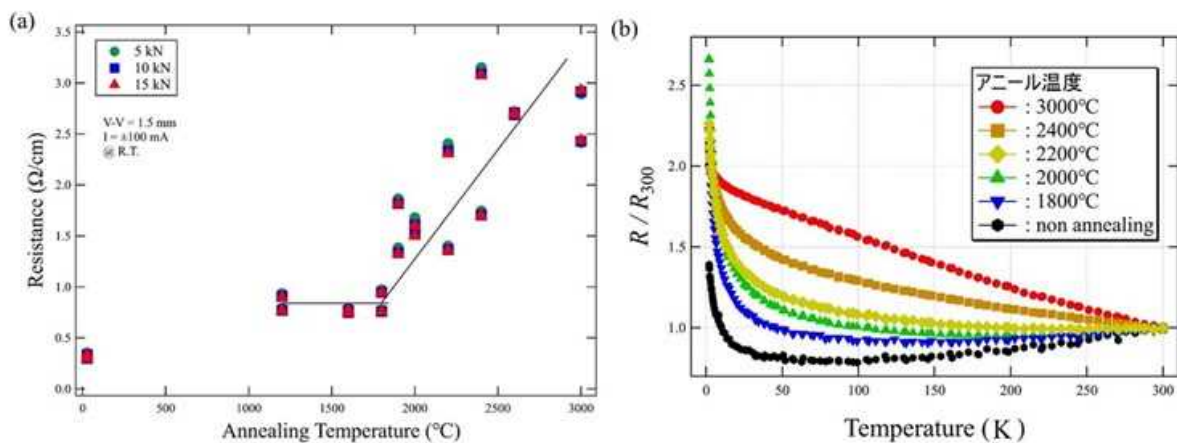 (a)
3.5
3.0
2.5
2.0
1.5
1.0
0.5
0.0
Resistance (Ω/cm)
5 kN
10 kN
15 kN
V-V = 1.5 mm
I = ±100 mA
@ R.T.
0
500
1000
1500
2000
2500
3000
Annealing Temperature (℃)
(b)
2.5
2.0
1.5
1.0
R / R300
アニール温度
: 3000℃
: 2400℃
: 2200℃
: 2000℃
: 1800℃
: non annealing
0
50
100
150
200
250
300
Temperature (K)